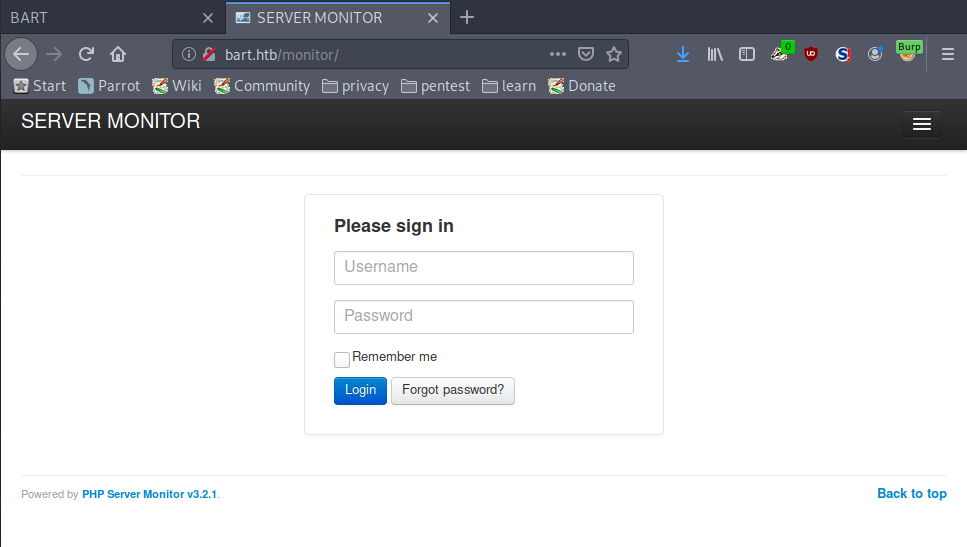 BART
SERVER MONITOR
bart.htb/monitor/
0
UD
S
Burp
Start Parrot Wiki Community privacy pentest learn Donate
SERVER MONITOR
Please sign in
Username
Password
Remember me
Login Forgot password?
Powered by PHP Server Monitor v3.2.1.
Back to top